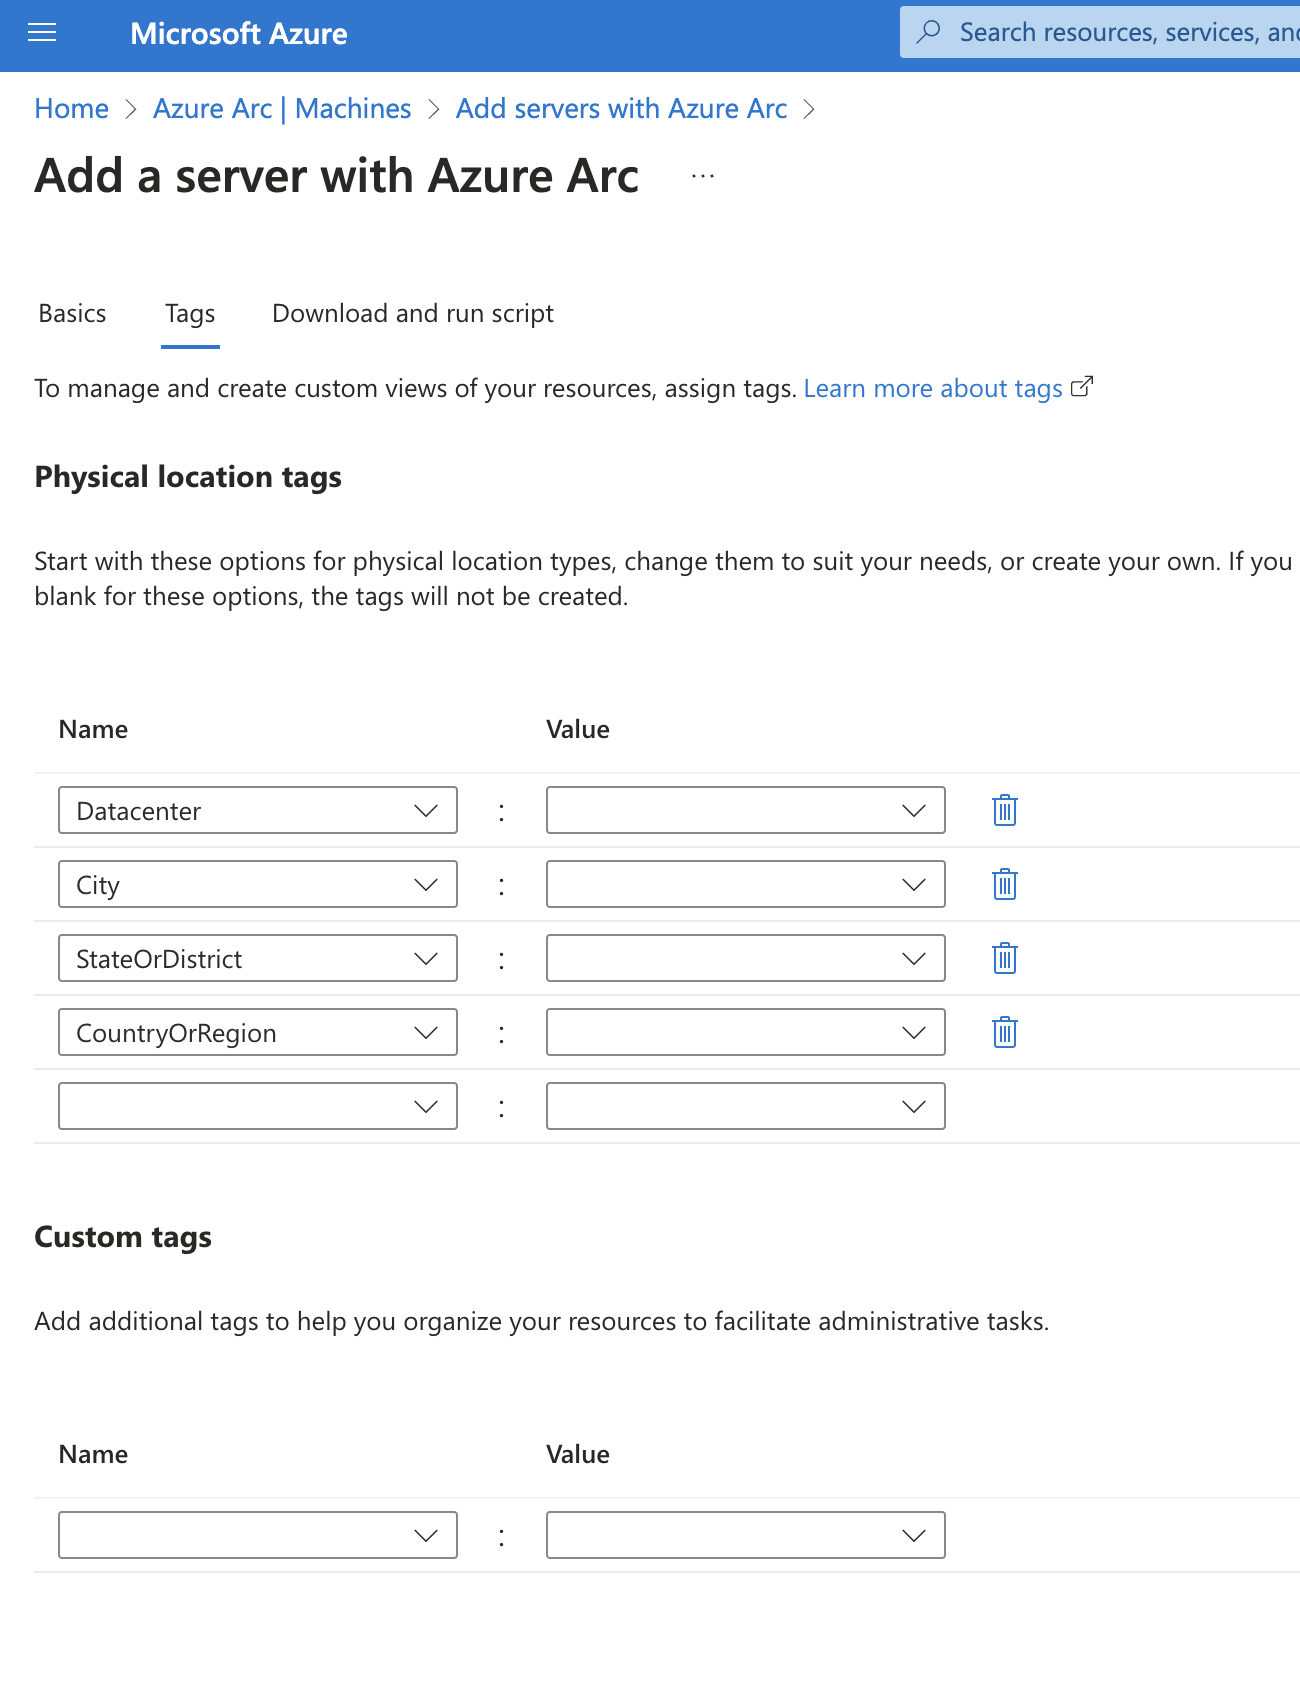 Microsoft Azure
Search resources, services, and
Home > Azure Arc | Machines > Add servers with Azure Arc >
Add a server with Azure Arc ...
Basics Tags Download and run script
To manage and create custom views of your resources, assign tags. Learn more about tags
Physical location tags
Start with these options for physical location types, change them to suit your needs, or create your own. If you
blank for these options, the tags will not be created.
Name Value
Datacenter :
City :
StateOrDistrict :
CountryOrRegion :
:
Custom tags
Add additional tags to help you organize your resources to facilitate administrative tasks.
Name Value
: